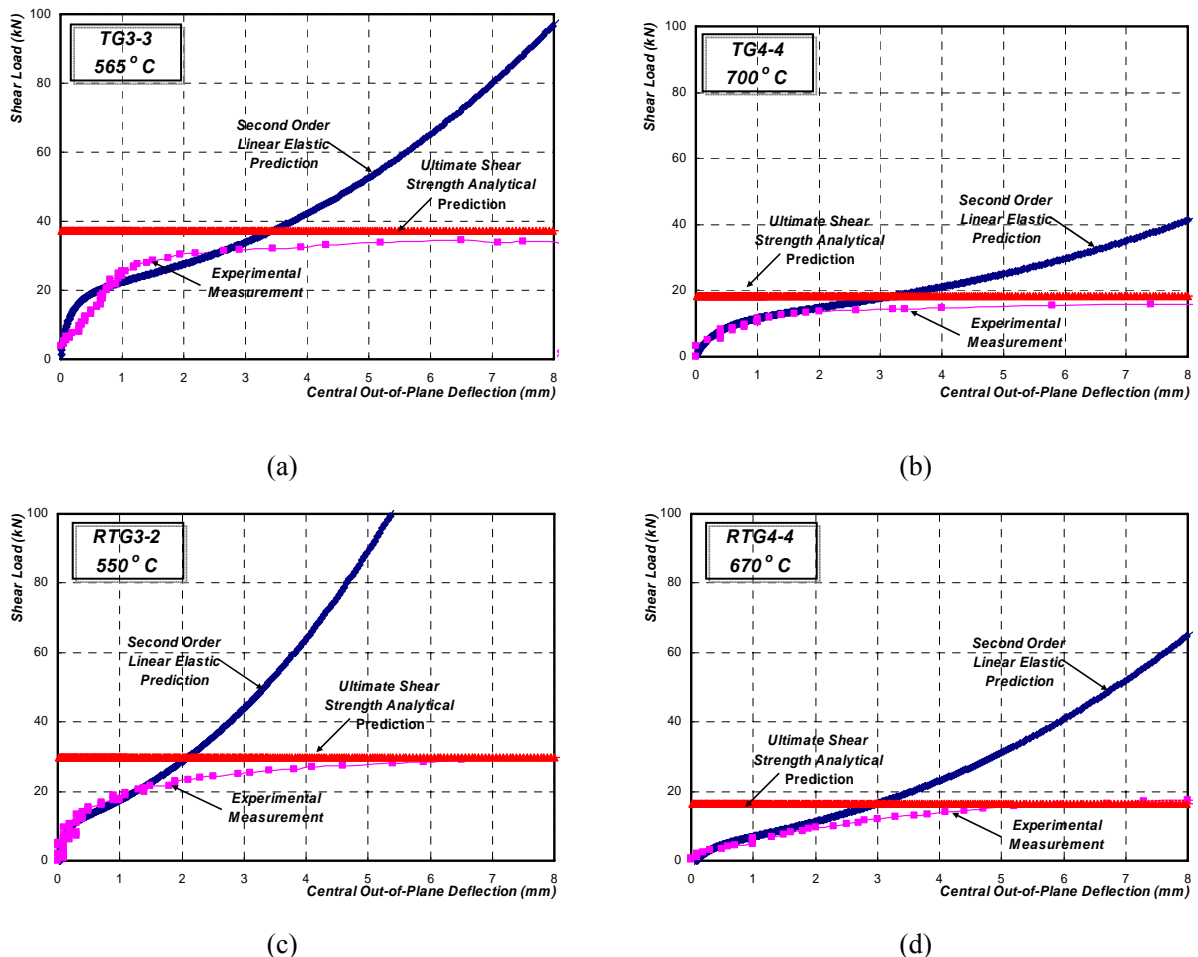 100
80
60
40
20
0
Shear Load (kN)
TG3-3
565° C
Second Order
Linear Elastic
Prediction
Ultimate Shear
Strength Analytical
Prediction
Experimental
Measurement
0 1 2 3 4 5 6 7 8
Central Out-of-Plane Deflection (mm)
(a)
100
80
60
40
20
0
Shear Load (kN)
TG4-4
700° C
Ultimate Shear
Strength Analytical
Prediction
Second Order
Linear Elastic
Prediction
Experimental
Measurement
0 1 2 3 4 5 6 7 8
Central Out-of-Plane Deflection (mm)
(b)
100
80
60
40
20
0
Shear Load (kN)
RTG3-2
550° C
Second Order
Linear Elastic
Prediction
Ultimate Shear
Strength Analytical
Prediction
Experimental
Measurement
0 1 2 3 4 5 6 7 8
Central Out-of-Plane Deflection (mm)
(c)
100
80
60
40
20
0
Shear Load (kN)
RTG4-4
670° C
Second Order
Linear Elastic
Prediction
Ultimate Shear
Strength Analytical
Prediction
Experimental
Measurement
0 1 2 3 4 5 6 7 8
Central Out-of-Plane Deflection (mm)
(d)